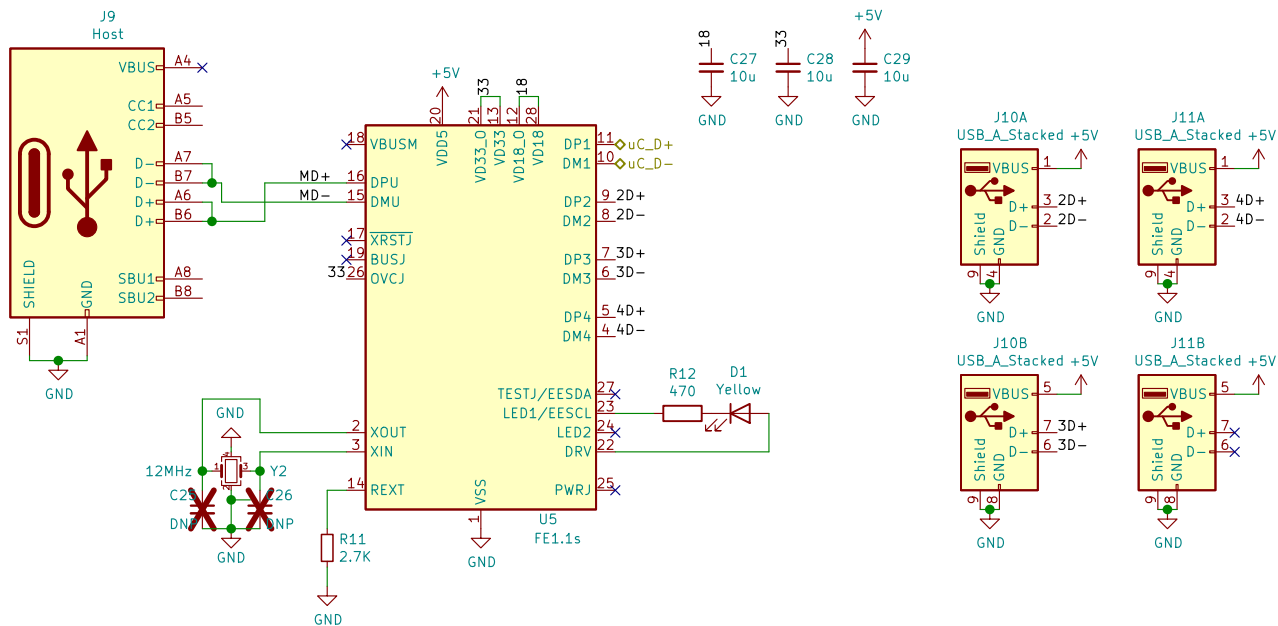 J9
Host
VBUS
A4
CC1
A5
CC2
B5
D-
A7
D-
B7
D+
A6
D+
B6
SBU1
A8
SBU2
B8
SHIELD
GND
S1
A1
GND
MD+
MD-
+5V
20
VDD5
33
21
VD33_O
13
VD33
18
12
VD18_O
28
VD18
18
VBUSM
16
DPU
15
DMU
17
XRSTJ
19
BUSJ
33
26
OVCJ
2
XOUT
3
XIN
14
REXT
DP1
11
uC_D+
DM1
10
uC_D-
DP2
9
2D+
DM2
8
2D-
DP3
7
3D+
DM3
6
3D-
DP4
5
4D+
DM4
4
4D-
TESTJ/EESDA
27
LED1/EESCL
23
LED2
24
DRV
22
PWRJ
25
VSS
1
U5
FE1.1s
GND
GND
12MHz
1
3
Y2
C25
DNP
C26
DNP
GND
R11
2.7K
GND
R12
470
D1
Yellow
18
C27
10u
GND
33
C28
10u
GND
+5V
C29
10u
GND
J10A
USB_A_Stacked
+5V
VBUS
1
D+
3
2D+
D-
2
2D-
Shield
GND
9
4
GND
J11A
USB_A_Stacked
+5V
VBUS
1
D+
3
4D+
D-
2
4D-
Shield
GND
9
4
GND
J10B
USB_A_Stacked
+5V
VBUS
5
D+
7
3D+
D-
6
3D-
Shield
GND
9
8
GND
J11B
USB_A_Stacked
+5V
VBUS
5
D+
7
D-
6
Shield
GND
9
8
GND